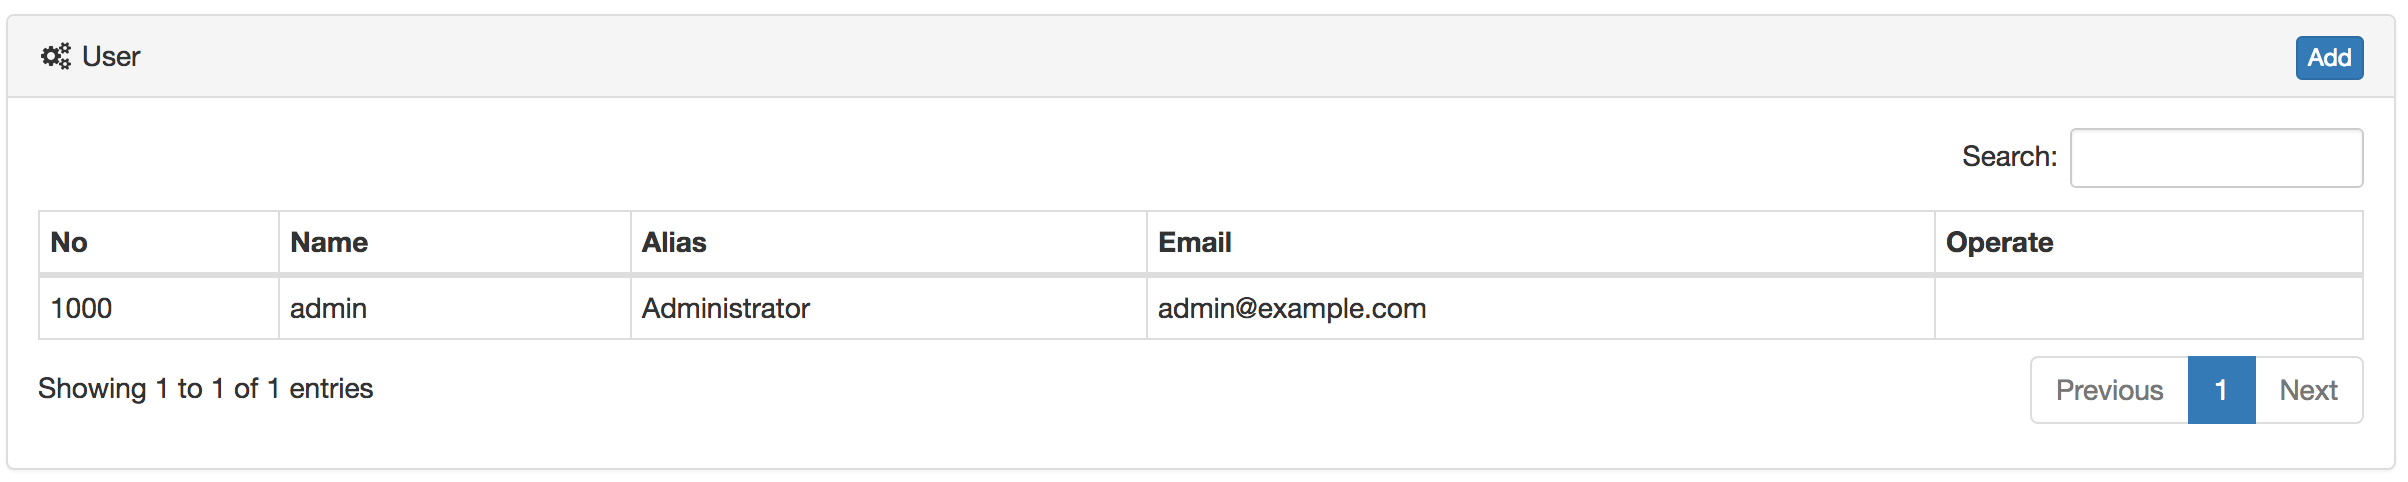 User Add
Search:
No Name Alias Email Operate
1000 admin Administrator admin@example.com
Showing 1 to 1 of 1 entries Previous 1 Next